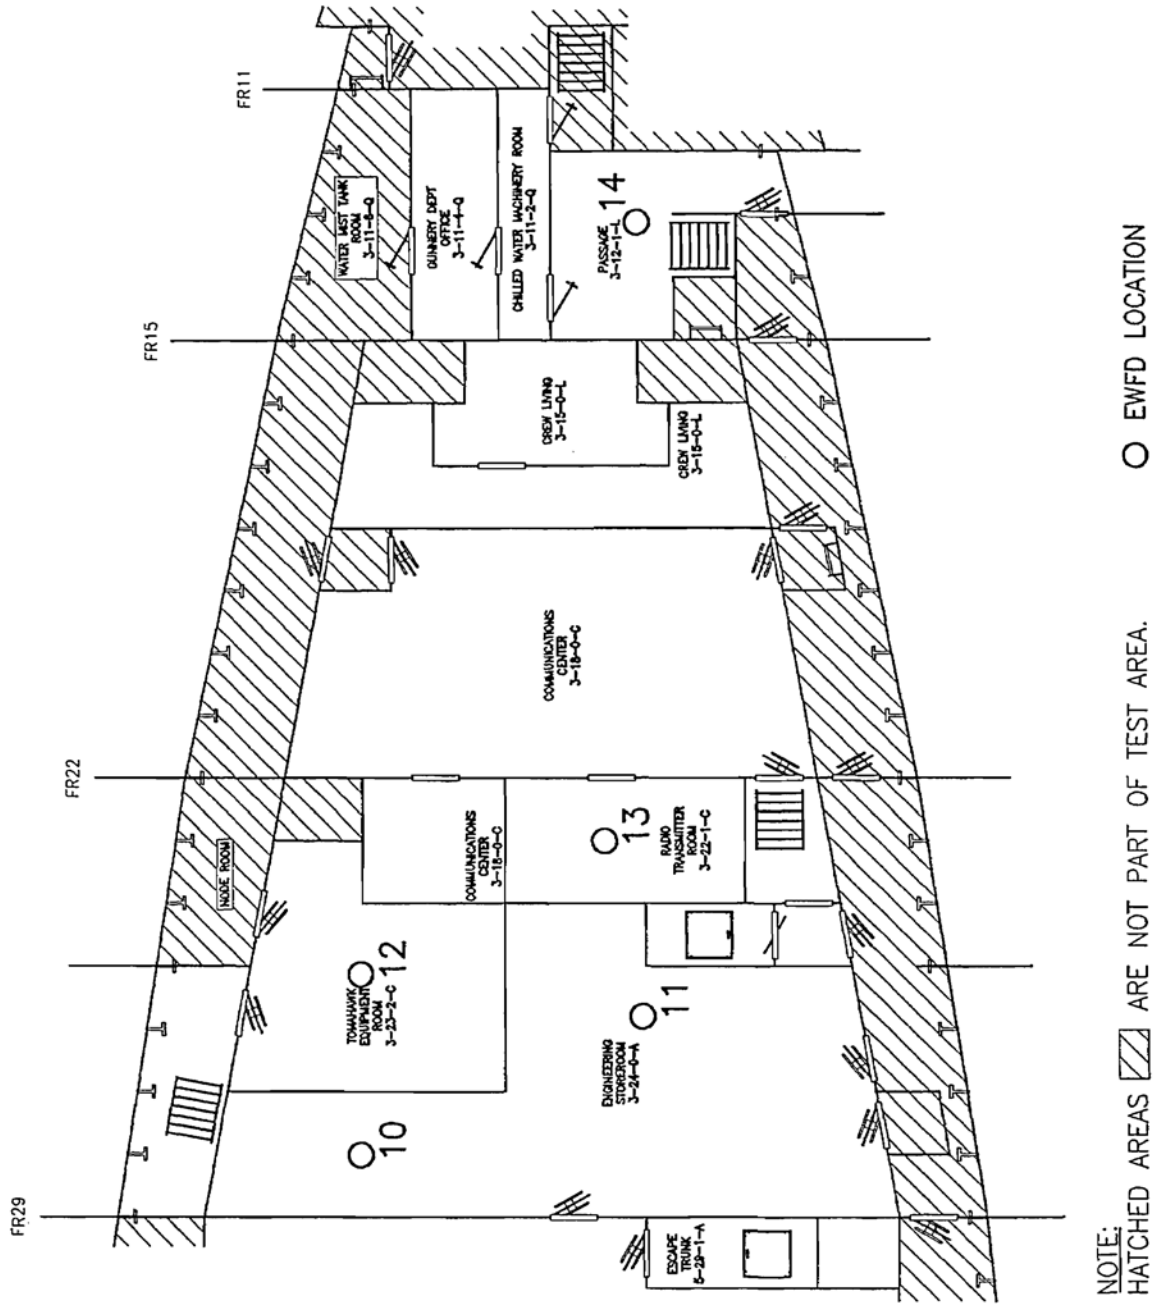 FR11
FR15
FR22
FR29
WATER MIST TANK
ROOM
3-11-6-Q
GUNNERY DEPT
OFFICE
3-11-4-Q
CHILLED WATER MACHINERY ROOM
3-11-2-Q
PASSAGE
3-12-1-L
14
CREW LIVING
3-15-0-L
CREW LIVING
3-15-0-L
COMMUNICATIONS
CENTER
3-18-0-C
NODE ROOM
COMMUNICATIONS
CENTER
3-18-0-C
13
RADIO
TRANSMITTER
ROOM
3-22-1-C
TOMAHAWK
EQUIPMENT
ROOM
3-23-2-C
12
11
ENGINEERING
STOREROOM
3-24-0-A
10
ESCAPE
TRUNK
5-29-1-A
NOTE:
HATCHED AREAS ARE NOT PART OF TEST AREA.
EWFD LOCATION